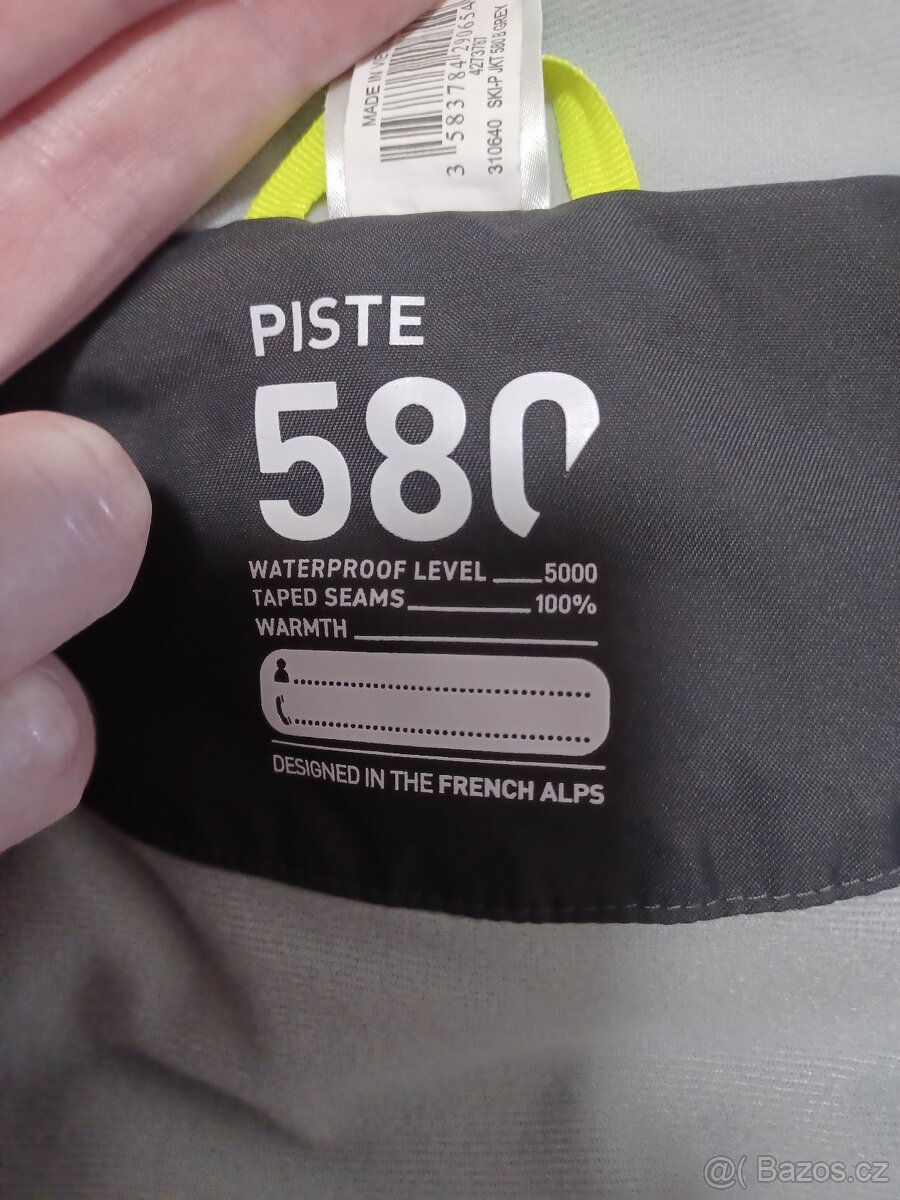 MADE IN
3 583784 290654
4273787
310640 SKI-P JKT 580 B GREY
PISTE
580
WATERPROOF LEVEL 5000
TAPED SEAMS 100%
WARMTH
DESIGNED IN THE FRENCH ALPS
@( Bazos.cz